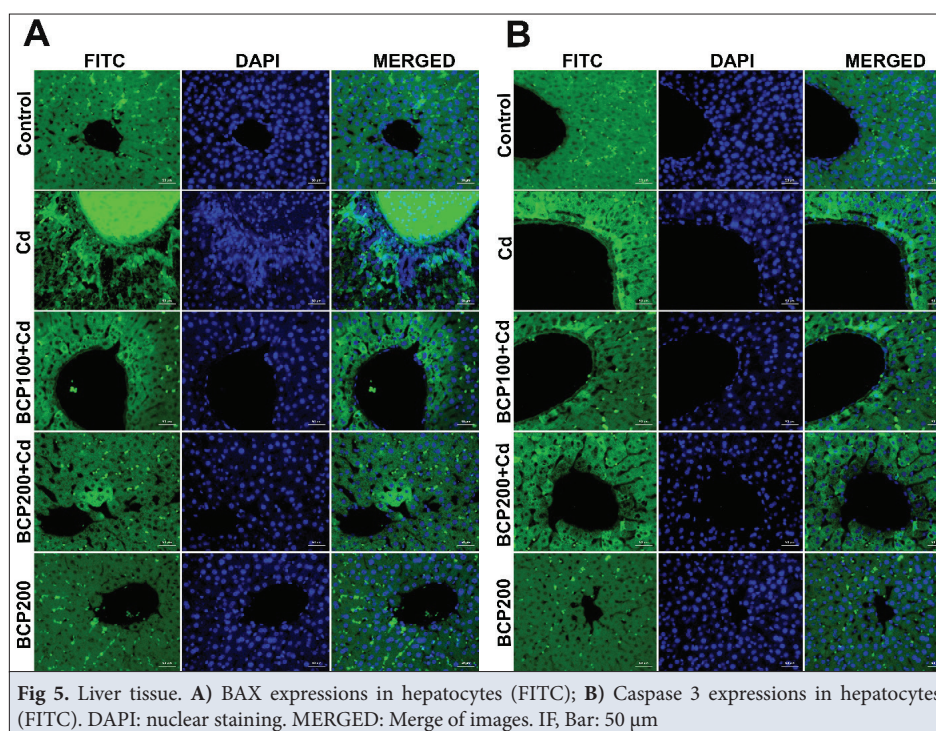 A
B
FITC DAPI MERGED
FITC DAPI MERGED
Control
Control
Cd
Cd
BCP100+Cd
BCP100+Cd
BCP200+Cd
BCP200+Cd
BCP200
BCP200
Fig 5. Liver tissue. A) BAX expressions in hepatocytes (FITC); B) Caspase 3 expressions in hepatocytes
(FITC). DAPI: nuclear staining. MERGED: Merge of images. IF, Bar: 50 µm